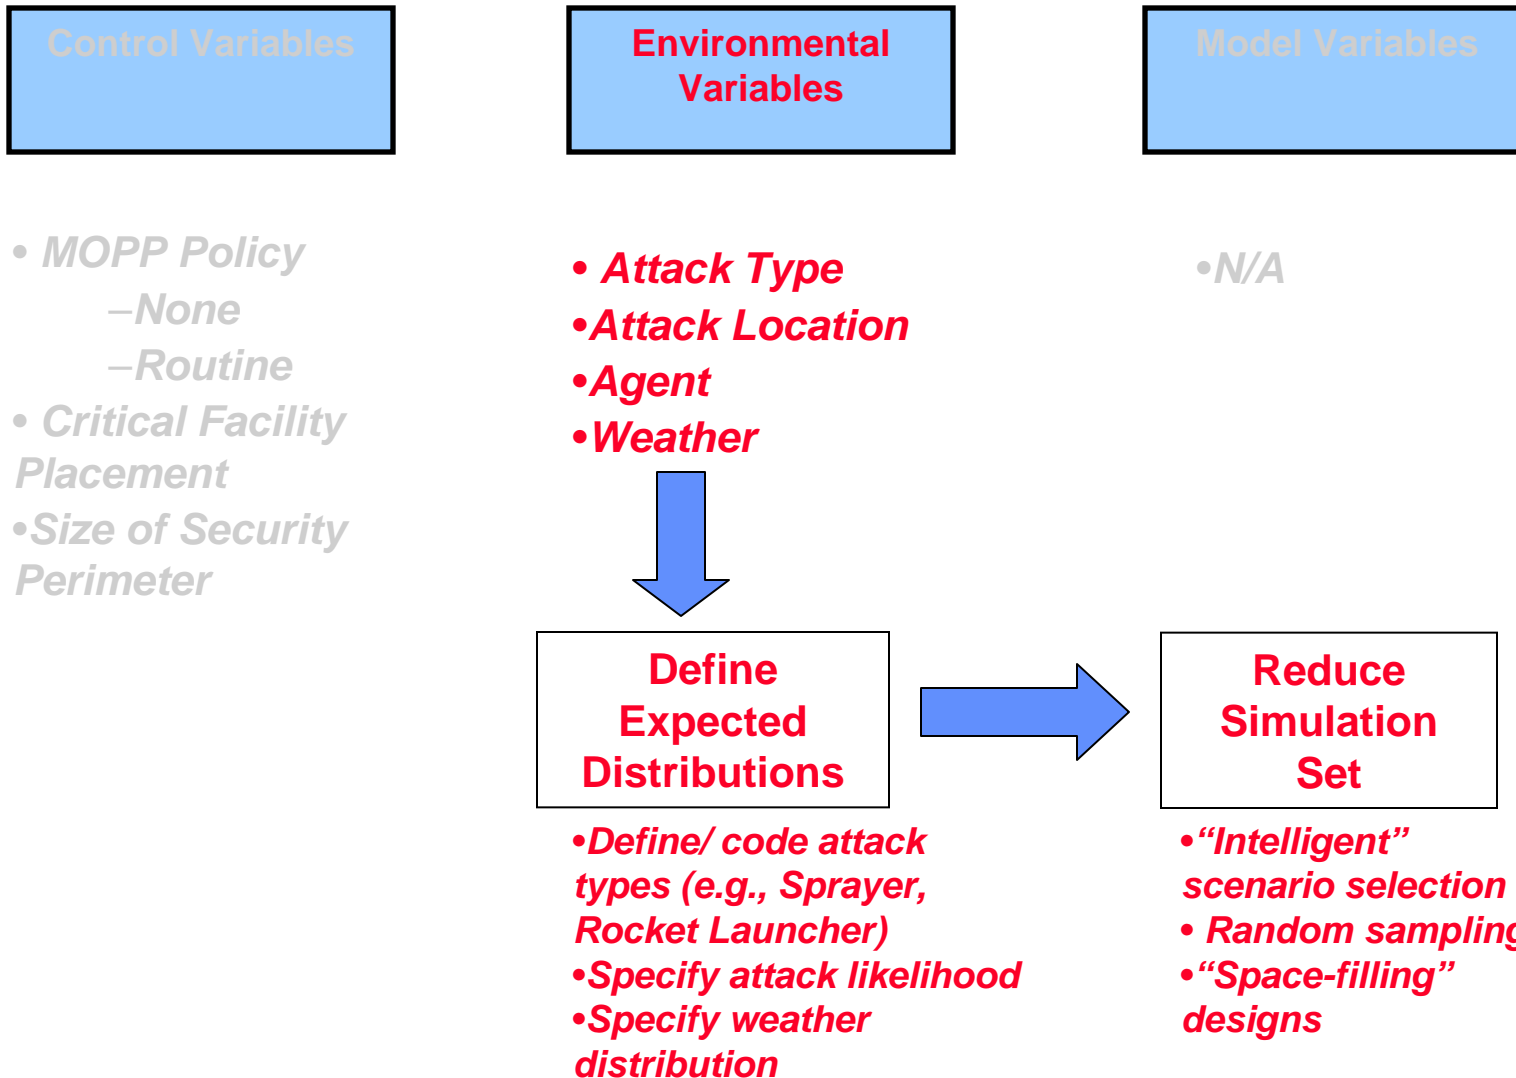 Control Variables
Environmental
Variables
Model Variables
• MOPP Policy
–None
–Routine
• Critical Facility
Placement
•Size of Security
Perimeter
• Attack Type
•Attack Location
•Agent
•Weather
•N/A
Define
Expected
Distributions
•Define/ code attack
types (e.g., Sprayer,
Rocket Launcher)
•Specify attack likelihood
•Specify weather
distribution
Reduce
Simulation
Set
•“Intelligent”
scenario selection
• Random sampling
•“Space-filling”
designs